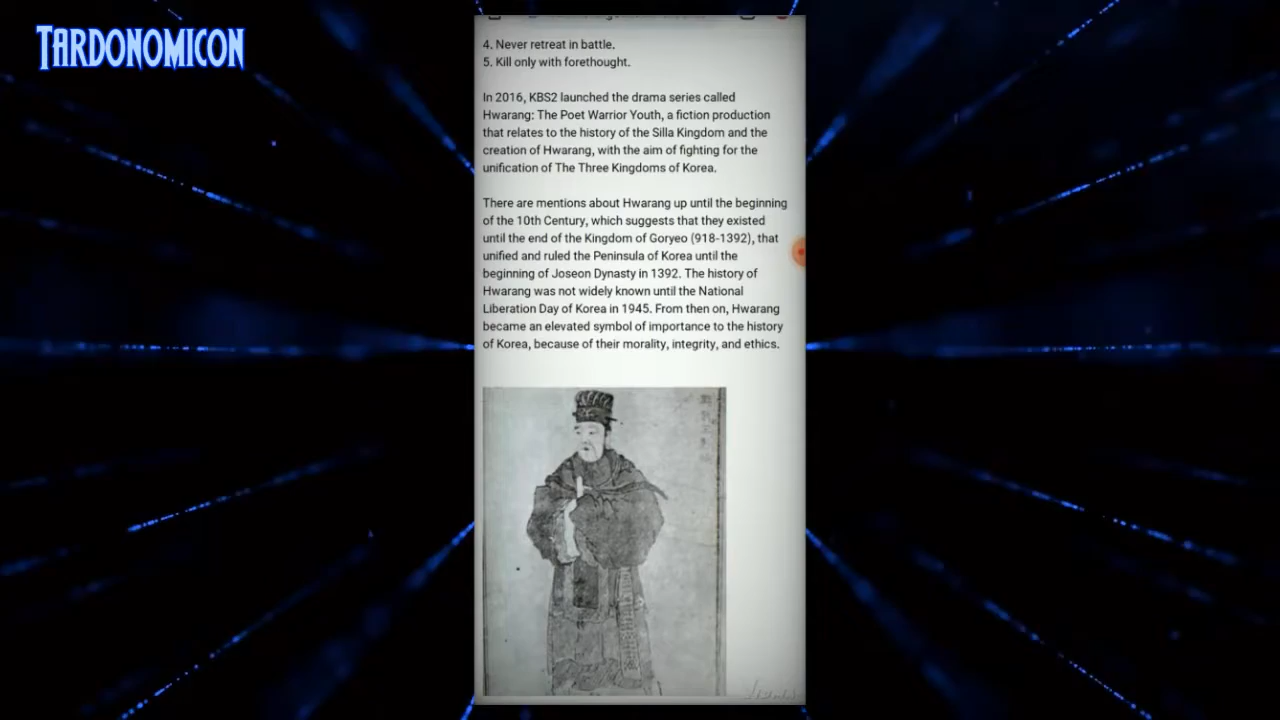 TARDONOMICON
4. Never retreat in battle.
5. Kill only with forethought.
In 2016, KBS2 launched the drama series called
Hwarang: The Poet Warrior Youth, a fiction production
that relates to the history of the Silla Kingdom and the
creation of Hwarang, with the aim of fighting for the
unification of The Three Kingdoms of Korea.
There are mentions about Hwarang up until the beginning
of the 10th Century, which suggests that they existed
until the end of the Kingdom of Goryeo (918-1392), that
unified and ruled the Peninsula of Korea until the
beginning of Joseon Dynasty in 1392. The history of
Hwarang was not widely known until the National
Liberation Day of Korea in 1945. From then on, Hwarang
became an elevated symbol of importance to the history
of Korea, because of their morality, integrity, and ethics.